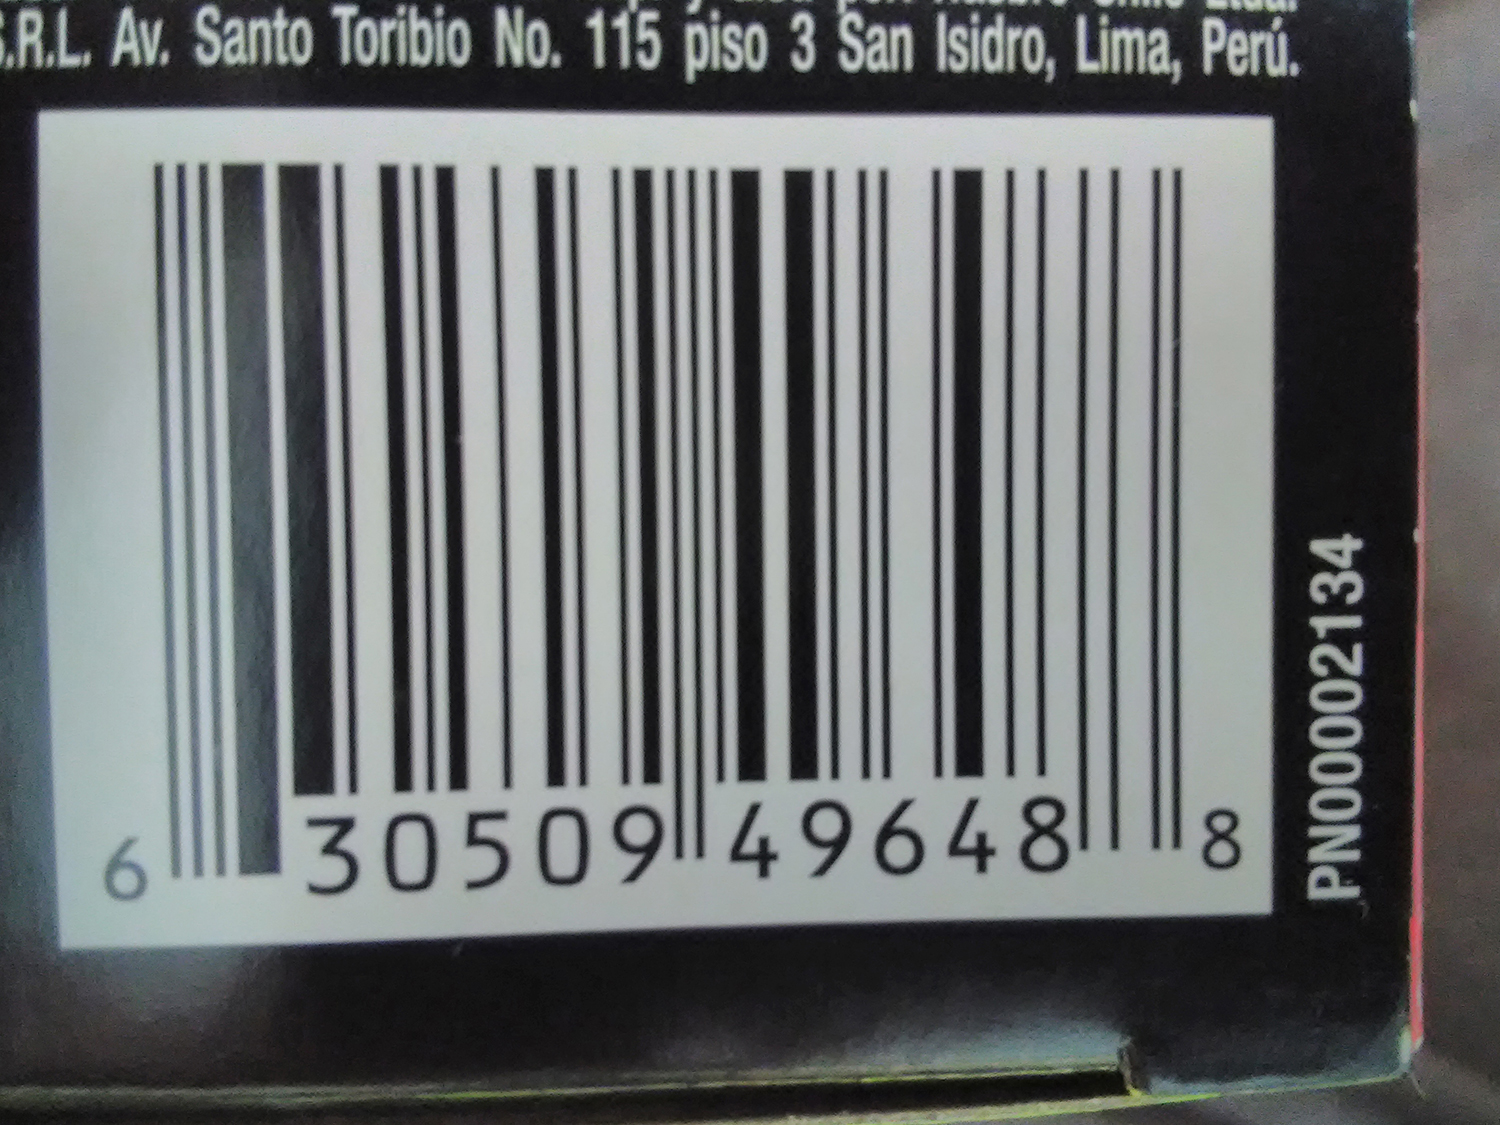 S.R.L. Av. Santo Toribio No. 115 piso 3 San Isidro, Lima, Perú.
6 30509 49648 8
PN00002134